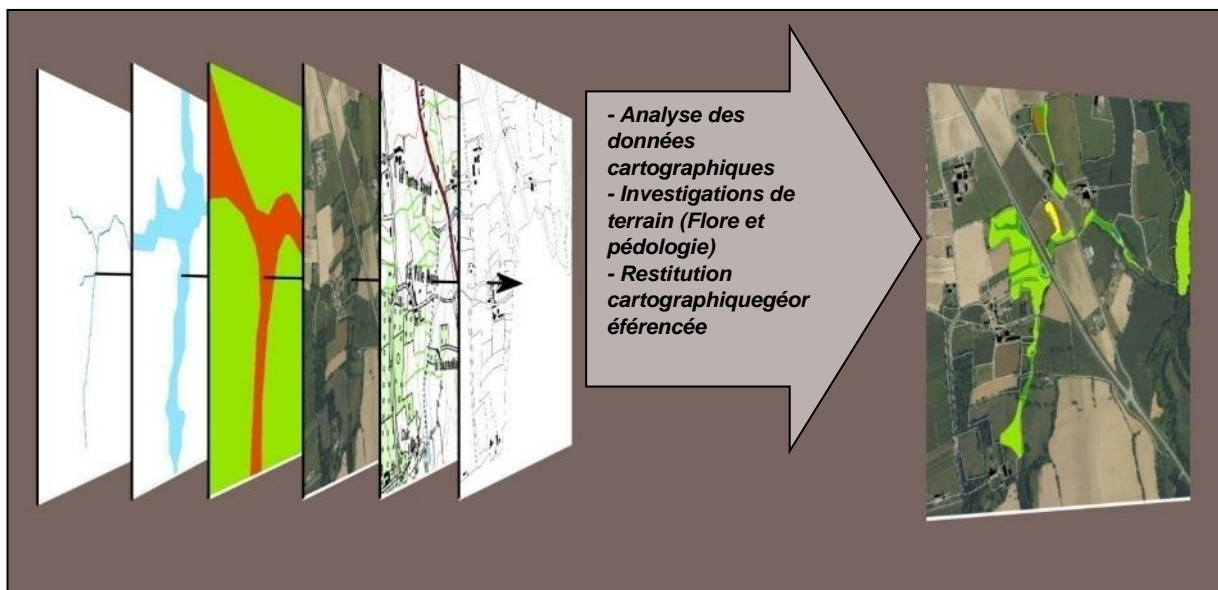 - Analyse des
données
cartographiques
- Investigations de
terrain (Flore et
pédologie)
- Restitution
cartographiquegéor
éférencée